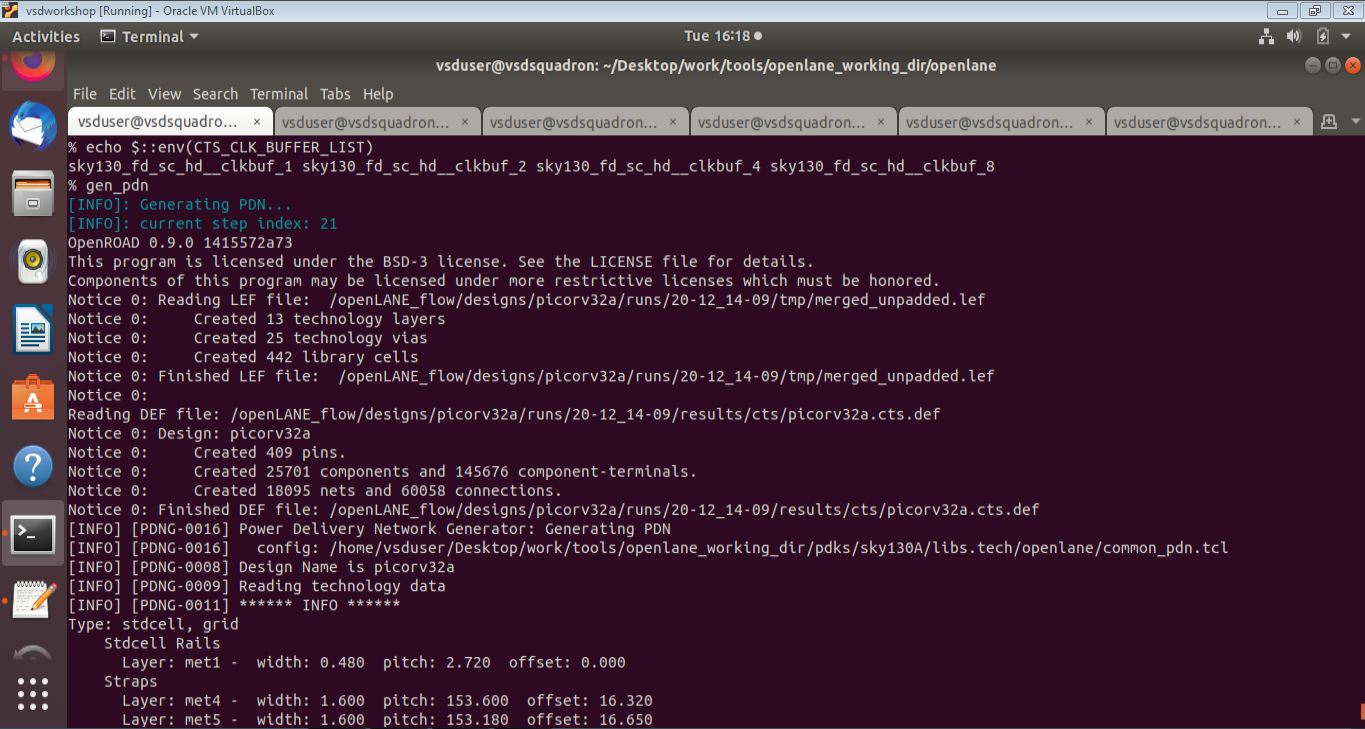 vsdworkshop [Running] - Oracle VM VirtualBox
Activities Terminal Tue 16:18
vsduser@vsdsquadron: ~/Desktop/work/tools/openlane_working_dir/openlane
File Edit View Search Terminal Tabs Help
vsduser@vsdsquadro... × vsduser@vsdsquadron... × vsduser@vsdsquadron... × vsduser@vsdsquadron... × vsduser@vsdsquadron... × vsduser@vsdsquadron... ×
% echo $::env(CTS_CLK_BUFFER_LIST)
sky130_fd_sc_hd__clkbuf_1 sky130_fd_sc_hd__clkbuf_2 sky130_fd_sc_hd__clkbuf_4 sky130_fd_sc_hd__clkbuf_8
% gen_pdn
[INFO]: Generating PDN...
[INFO]: current step index: 21
OpenROAD 0.9.0 1415572a73
This program is licensed under the BSD-3 license. See the LICENSE file for details.
Components of this program may be licensed under more restrictive licenses which must be honored.
Notice 0: Reading LEF file:  /openLANE_flow/designs/picorv32a/runs/20-12_14-09/tmp/merged_unpadded.lef
Notice 0:     Created 13 technology layers
Notice 0:     Created 25 technology vias
Notice 0:     Created 442 library cells
Notice 0: Finished LEF file:  /openLANE_flow/designs/picorv32a/runs/20-12_14-09/tmp/merged_unpadded.lef
Notice 0:
Reading DEF file: /openLANE_flow/designs/picorv32a/runs/20-12_14-09/results/cts/picorv32a.cts.def
Notice 0: Design: picorv32a
Notice 0:     Created 409 pins.
Notice 0:     Created 25701 components and 145676 component-terminals.
Notice 0:     Created 18095 nets and 60058 connections.
Notice 0: Finished DEF file: /openLANE_flow/designs/picorv32a/runs/20-12_14-09/results/cts/picorv32a.cts.def
[INFO] [PDNG-0016] Power Delivery Network Generator: Generating PDN
[INFO] [PDNG-0016]   config: /home/vsduser/Desktop/work/tools/openlane_working_dir/pdks/sky130A/libs.tech/openlane/common_pdn.tcl
[INFO] [PDNG-0008] Design Name is picorv32a
[INFO] [PDNG-0009] Reading technology data
[INFO] [PDNG-0011] ****** INFO ******
Type: stdcell, grid
    Stdcell Rails
      Layer: met1 -  width: 0.480  pitch: 2.720  offset: 0.000
    Straps
      Layer: met4 -  width: 1.600  pitch: 153.600  offset: 16.320
      Layer: met5 -  width: 1.600  pitch: 153.180  offset: 16.650